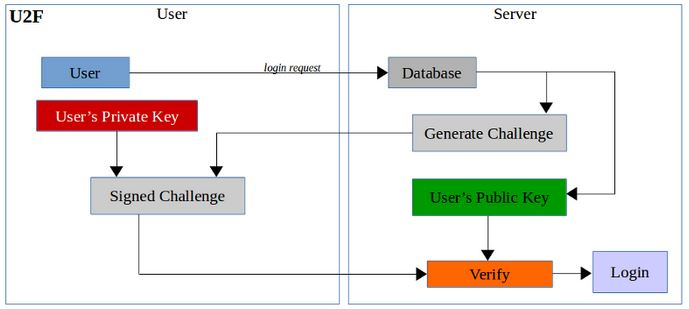 U2F
User
Server
User
login request
Database
User's Private Key
Generate Challenge
Signed Challenge
User's Public Key
Verify
Login